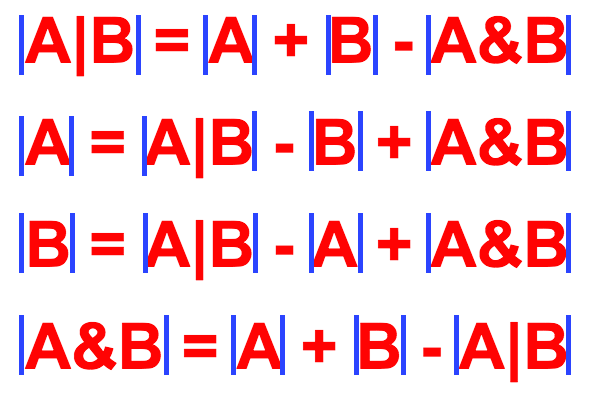 |A|B| = |A| + |B| - |A&B|
|A| = |A|B| - |B| + |A&B|
|B| = |A|B| - |A| + |A&B|
|A&B| = |A| + |B| - |A|B|